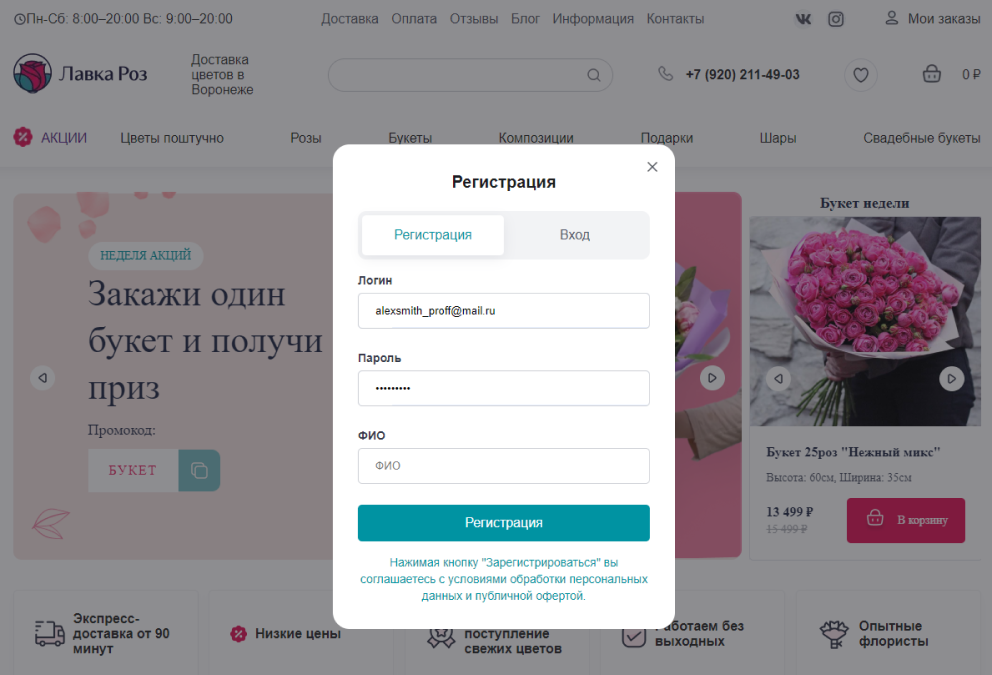 Пн-Сб: 8:00–20:00 Вс: 9:00–20:00
Доставка Оплата Отзывы Блог Информация Контакты
Мои заказы
Лавка Роз
Доставка
цветов в
Воронеже
+7 (920) 211-49-03
0 ₽
АКЦИИ Цветы поштучно Розы Букеты Композиции Подарки Шары Свадебные букеты
НЕДЕЛЯ АКЦИЙ
Закажи один
букет и получи
приз
Промокод:
БУКЕТ
Регистрация
Регистрация Вход
Логин
alexsmith_proff@mail.ru
Пароль
•••••••••
ФИО
ФИО
Регистрация
Нажимая кнопку "Зарегистрироваться" вы
соглашаетесь с условиями обработки персональных
данных и публичной офертой.
Букет недели
Букет 25роз "Нежный микс"
Высота: 60см, Ширина: 35см
13 499 ₽
15 499 ₽
В корзину
Экспресс-
доставка от 90
минут
Низкие цены
поступление
свежих цветов
Работаем без
выходных
Опытные
флористы